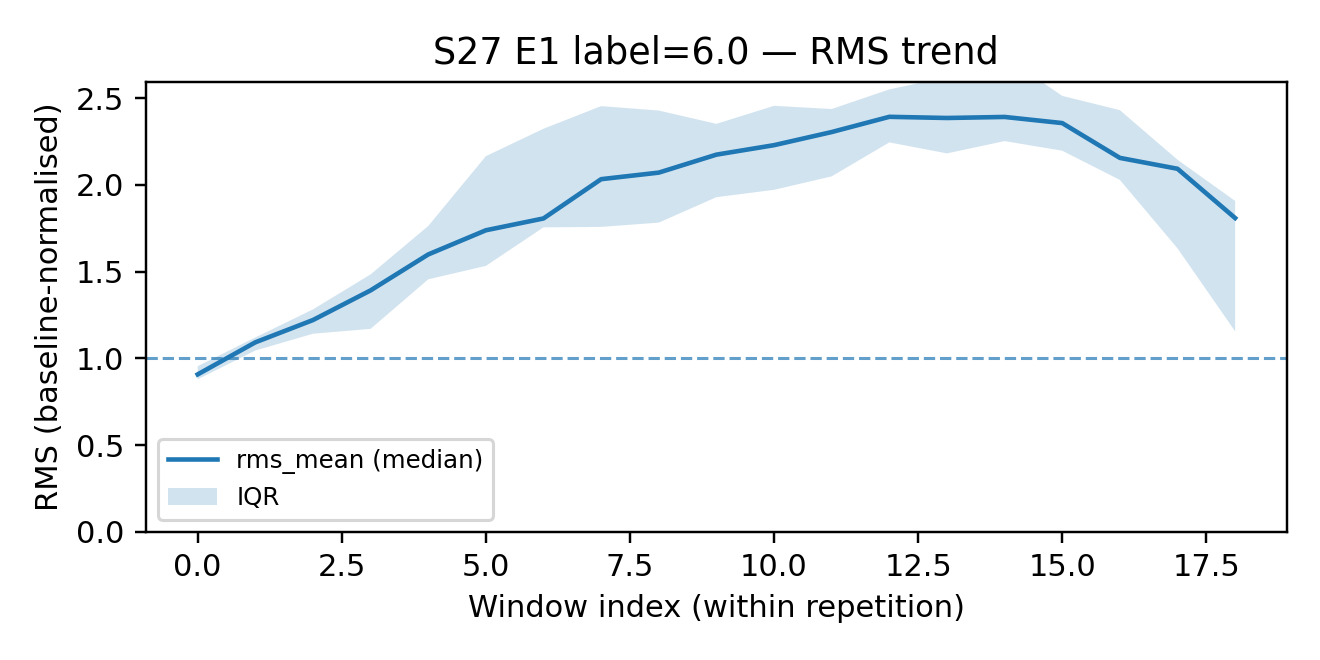 S27 E1 label=6.0 — RMS trend
RMS (baseline-normalised)
2.5
2.0
1.5
1.0
0.5
0.0
rms_mean (median)
IQR
0.0 2.5 5.0 7.5 10.0 12.5 15.0 17.5
Window index (within repetition)